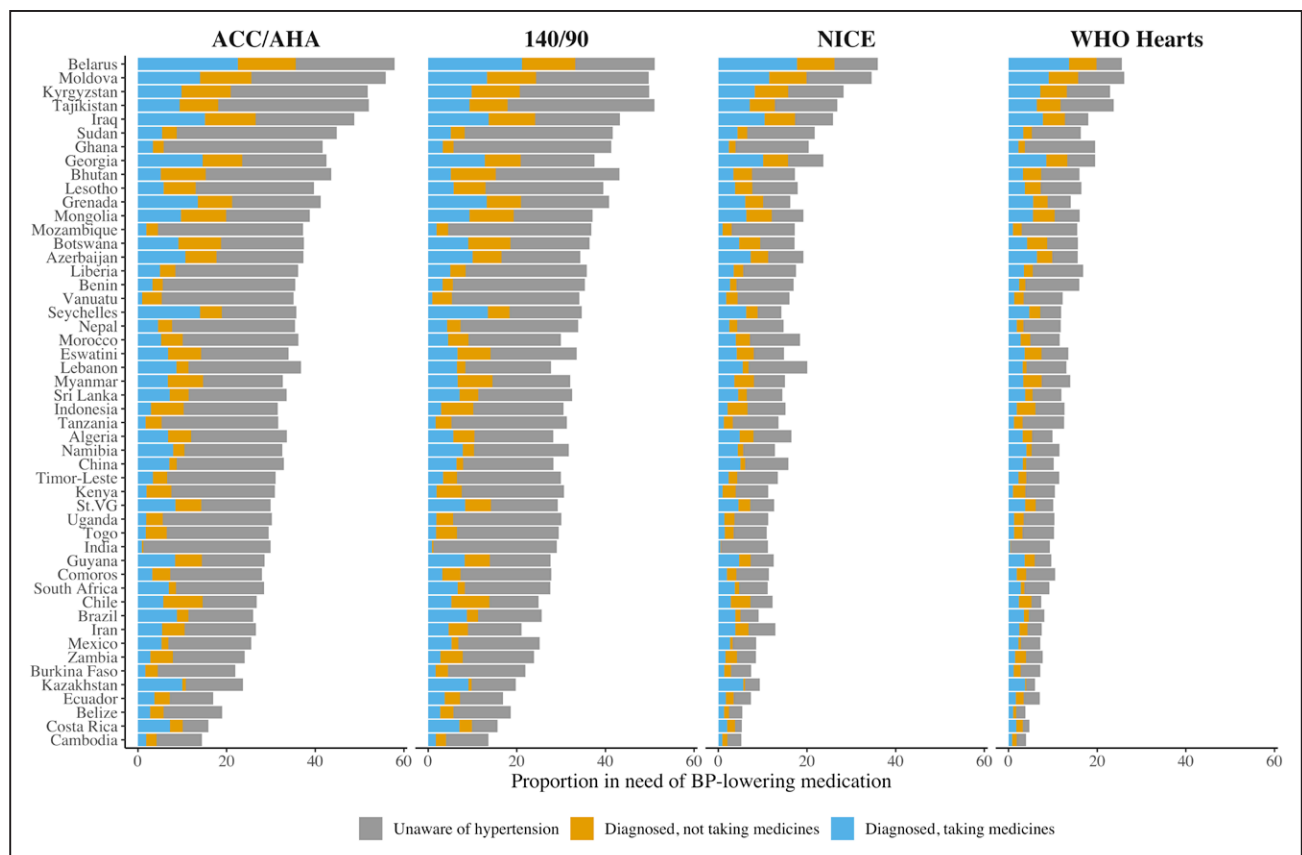 ACC/AHA 140/90 NICE WHO Hearts
Belarus
Moldova
Kyrgyzstan
Tajikistan
Iraq
Sudan
Ghana
Georgia
Bhutan
Lesotho
Grenada
Mongolia
Mozambique
Botswana
Azerbaijan
Liberia
Benin
Vanuatu
Seychelles
Nepal
Morocco
Eswatini
Lebanon
Myanmar
Sri Lanka
Indonesia
Tanzania
Algeria
Namibia
China
Timor-Leste
Kenya
St.VG
Uganda
Togo
India
Guyana
Comoros
South Africa
Chile
Brazil
Iran
Mexico
Zambia
Burkina Faso
Kazakhstan
Ecuador
Belize
Costa Rica
Cambodia
0 20 40 60 0 20 40 60 0 20 40 60 0 20 40 60
Proportion in need of BP-lowering medication
Unaware of hypertension Diagnosed, not taking medicines Diagnosed, taking medicines